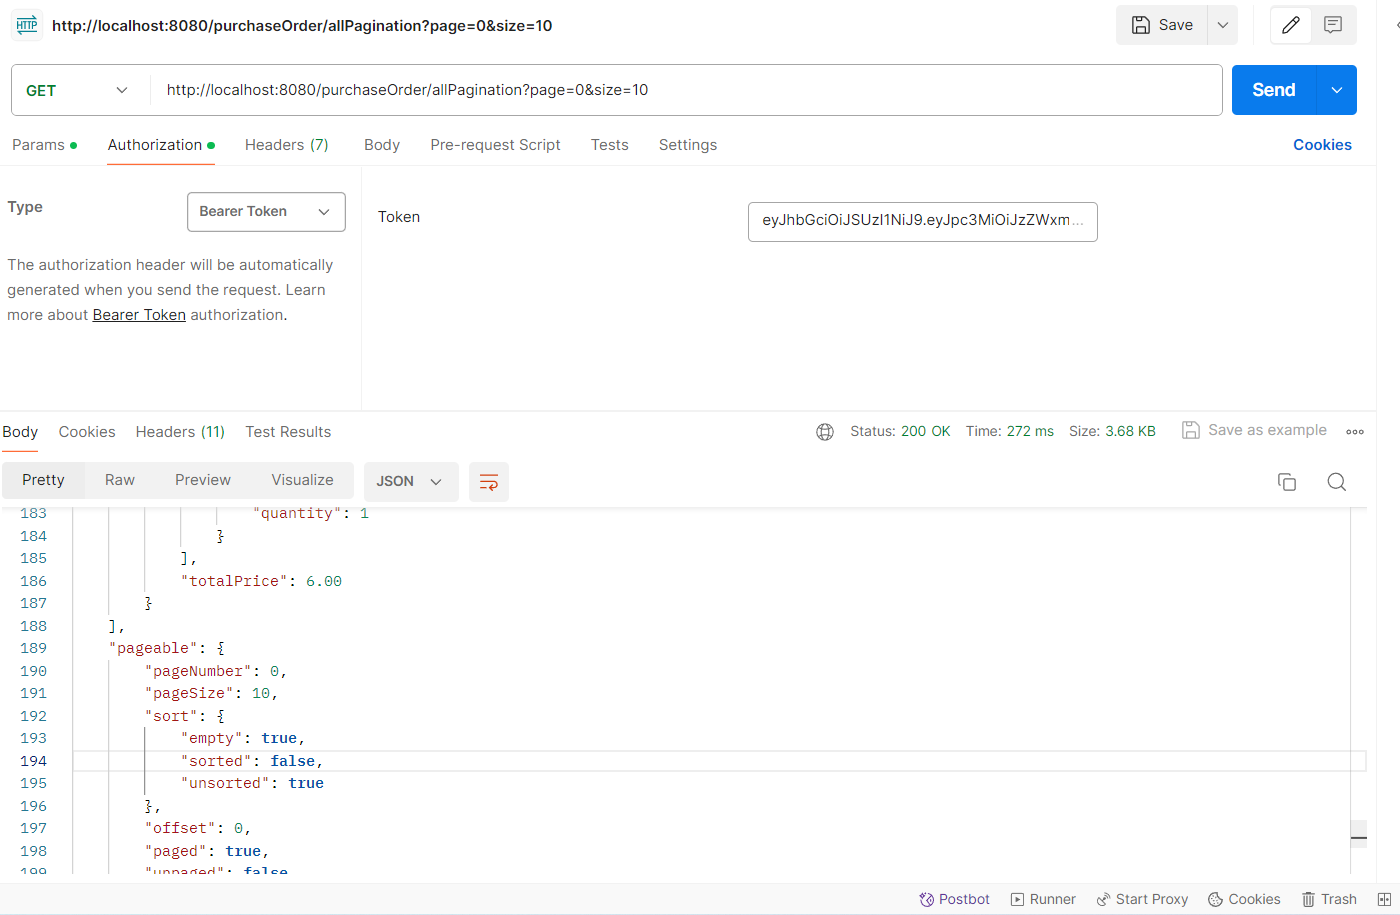 HTTP http://localhost:8080/purchaseOrder/allPagination?page=0&size=10 Save
GET http://localhost:8080/purchaseOrder/allPagination?page=0&size=10 Send
Params Authorization Headers (7) Body Pre-request Script Tests Settings Cookies
Type Bearer Token Token eyJhbGciOiJSUzI1NiJ9.eyJpc3MiOiJzZWxm...
The authorization header will be automatically
generated when you send the request. Learn
more about Bearer Token authorization.
Body Cookies Headers (11) Test Results Status: 200 OK Time: 272 ms Size: 3.68 KB Save as example
Pretty Raw Preview Visualize JSON
183 "quantity": 1
184 }
185 ],
186 "totalPrice": 6.00
187 }
188 ],
189 "pageable": {
190 "pageNumber": 0,
191 "pageSize": 10,
192 "sort": {
193 "empty": true,
194 "sorted": false,
195 "unsorted": true
196 },
197 "offset": 0,
198 "paged": true,
199 "unpaged": false
Postbot Runner Start Proxy Cookies Trash